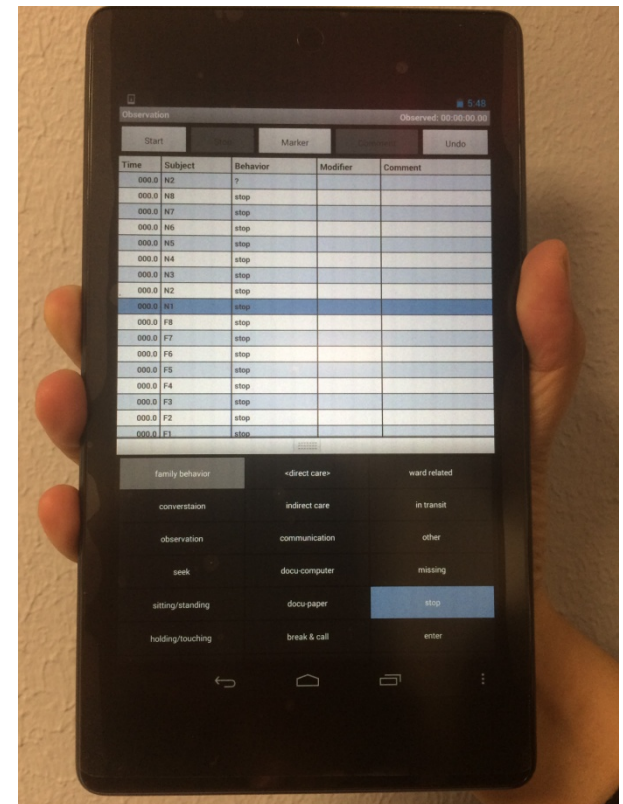 5:48
Observation Observed: 00:00:00.00
Start Marker Undo
Time Subject Behavior Modifier Comment
000.0 N2 ?
000.0 N8 stop
000.0 N7 stop
000.0 N6 stop
000.0 N5 stop
000.0 N4 stop
000.0 N3 stop
000.0 N2 stop
000.0 N1 stop
000.0 F8 stop
000.0 F7 stop
000.0 F6 stop
000.0 F5 stop
000.0 F4 stop
000.0 F3 stop
000.0 F2 stop
000.0 F1 stop
family behavior <direct care> ward related
converstaion indirect care in transit
observation communication other
seek docu-computer missing
sitting/standing docu-paper stop
holding/touching break & call enter